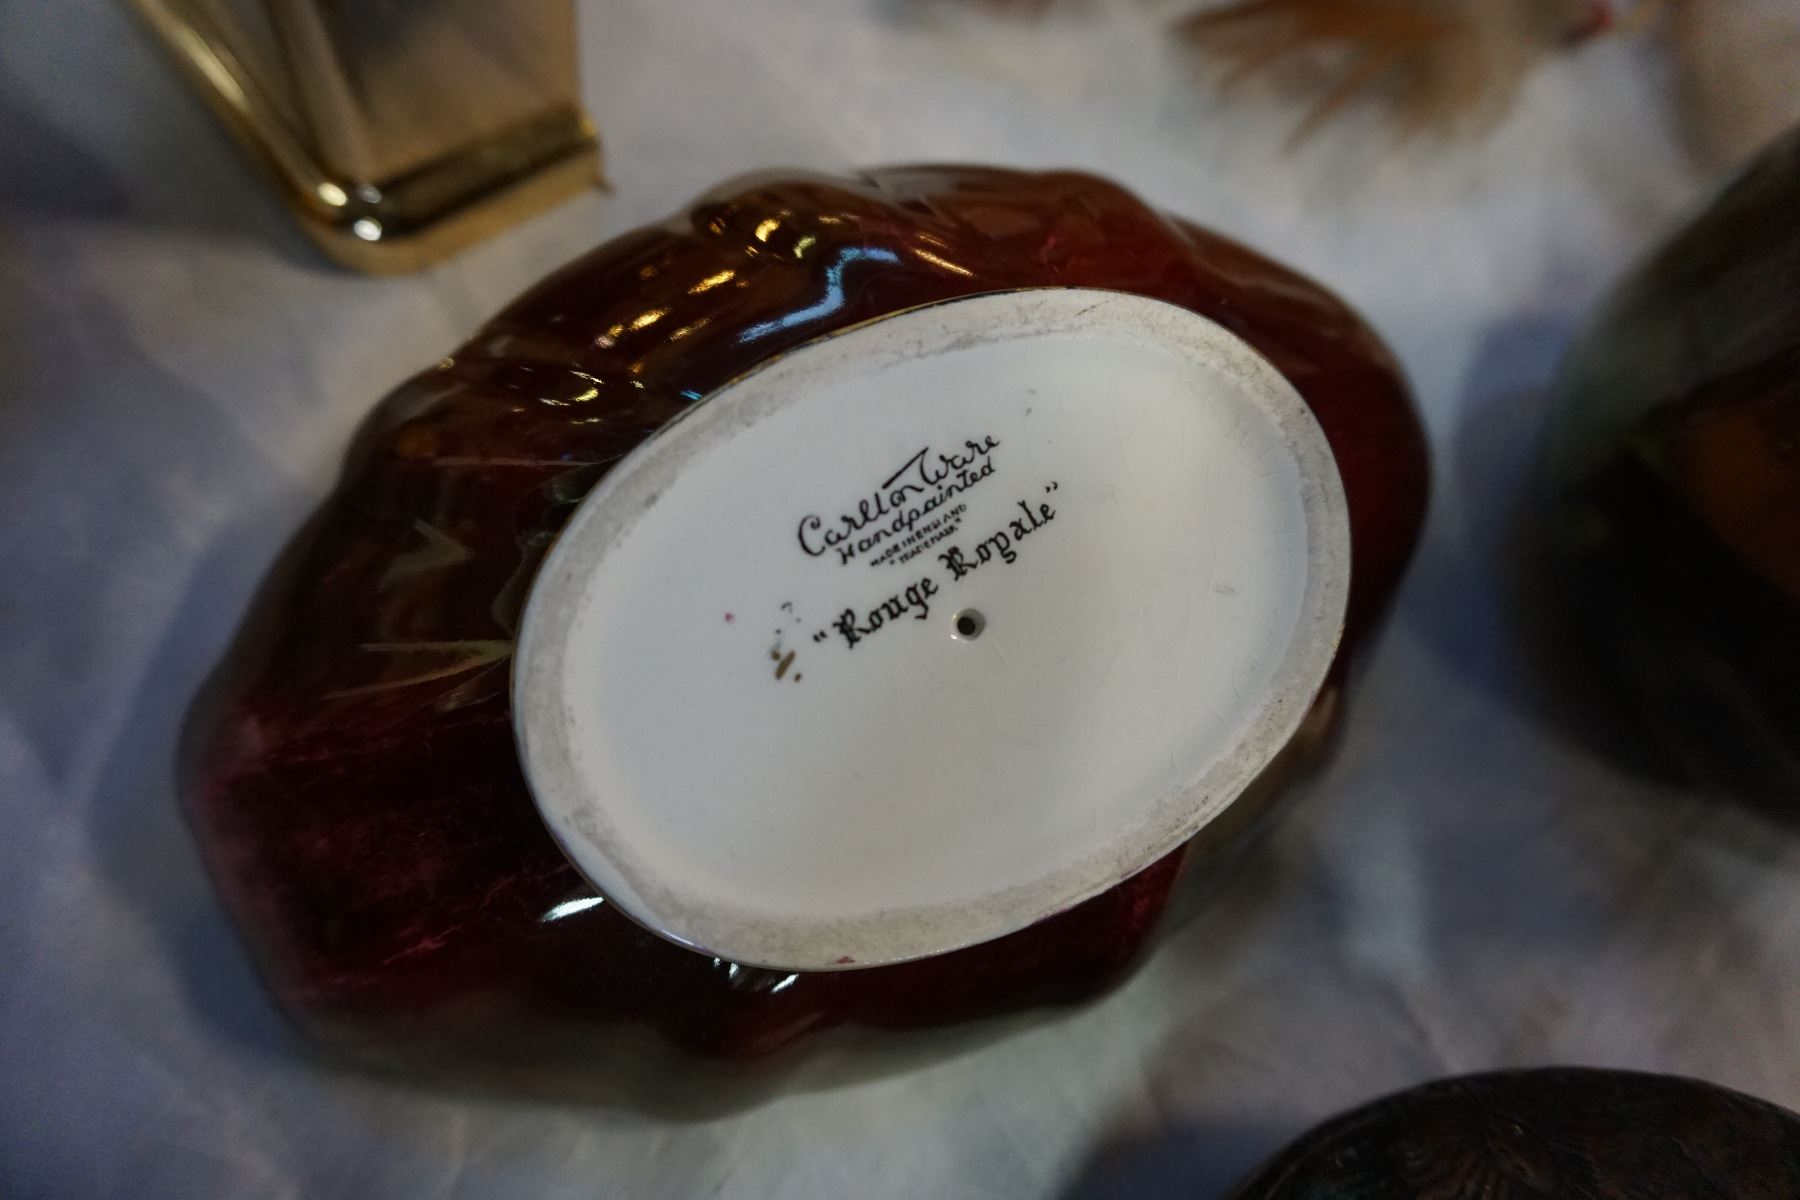 Carlton Ware
Handpainted
MADE IN ENGLAND
"TRADE MARK"
"Rouge Royale"